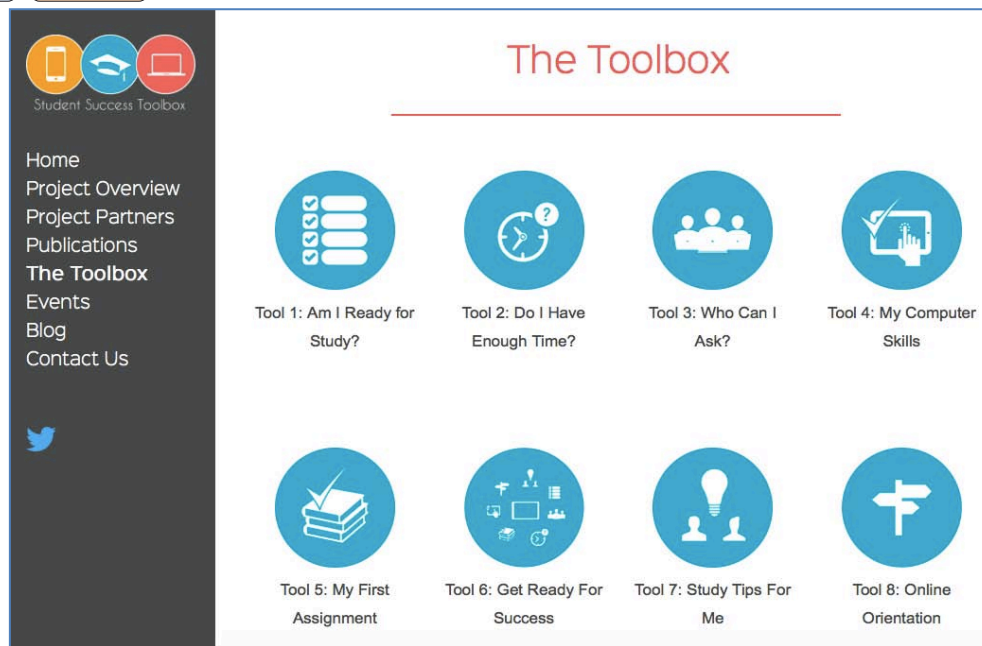 Student Success Toolbox
Home
Project Overview
Project Partners
Publications
The Toolbox
Events
Blog
Contact Us
The Toolbox
Tool 1: Am I Ready for
Study?
Tool 2: Do I Have
Enough Time?
Tool 3: Who Can I
Ask?
Tool 4: My Computer
Skills
Tool 5: My First
Assignment
Tool 6: Get Ready For
Success
Tool 7: Study Tips For
Me
Tool 8: Online
Orientation